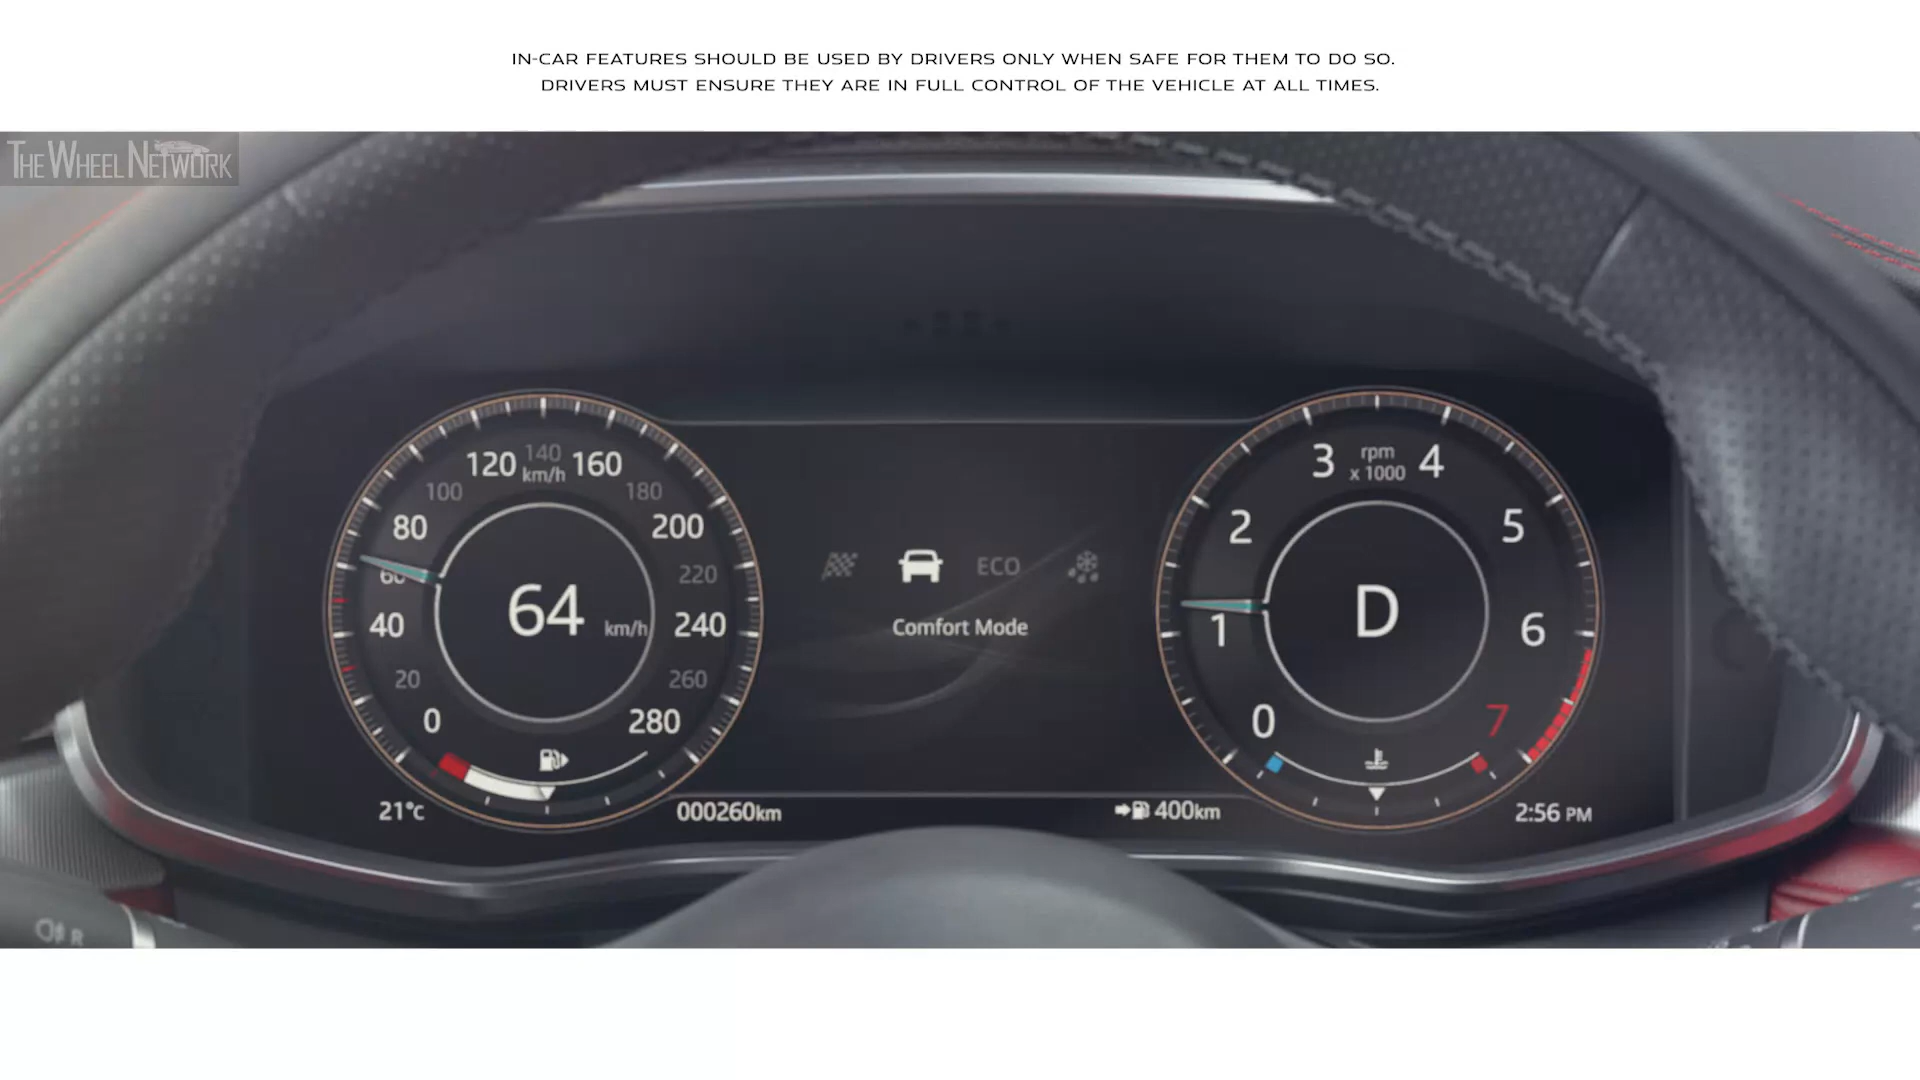 IN-CAR FEATURES SHOULD BE USED BY DRIVERS ONLY WHEN SAFE FOR THEM TO DO SO.
DRIVERS MUST ENSURE THEY ARE IN FULL CONTROL OF THE VEHICLE AT ALL TIMES.
THE WHEEL NETWORK
140
120 km/h 160
100 180
80 200
60 220
40 240
20 260
0 280
64 km/h
ECO
Comfort Mode
rpm
3 x 1000 4
2 5
1 6
0 7
D
21°C 000260km 400km 2:56 PM
R